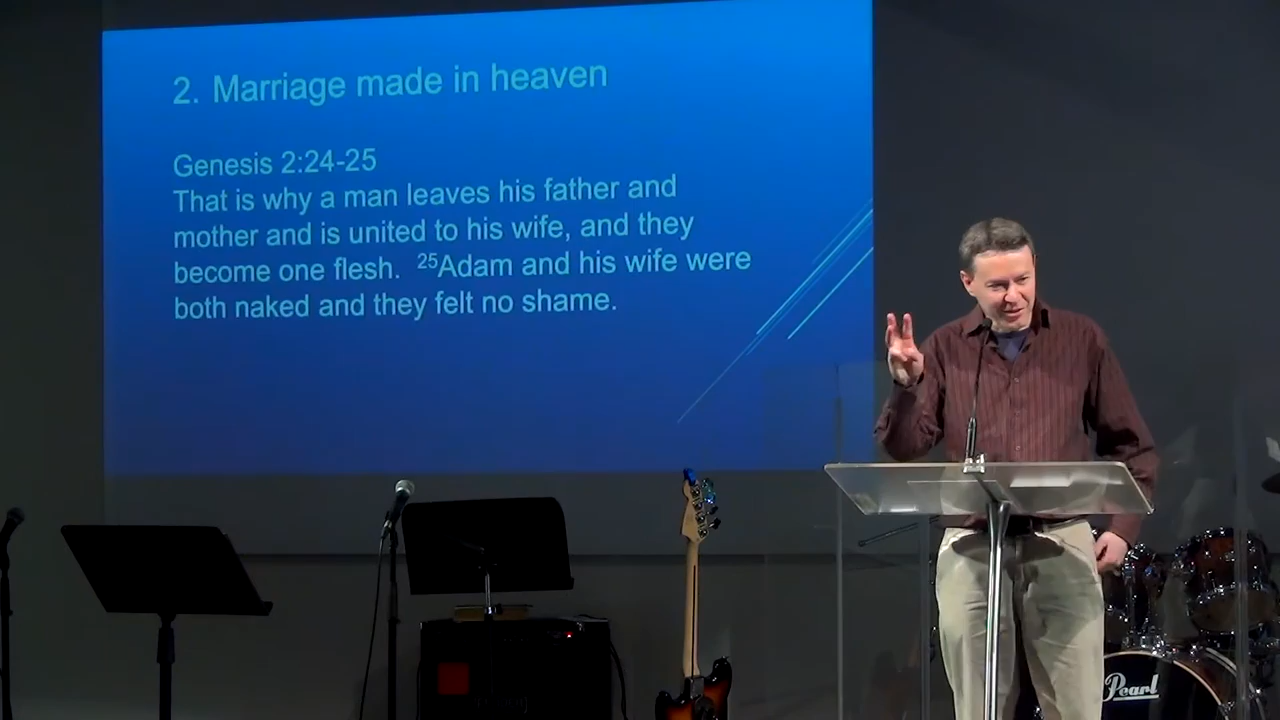 2. Marriage made in heaven
Genesis 2:24-25
That is why a man leaves his father and
mother and is united to his wife, and they
become one flesh. ²⁵Adam and his wife were
both naked and they felt no shame.
Pearl